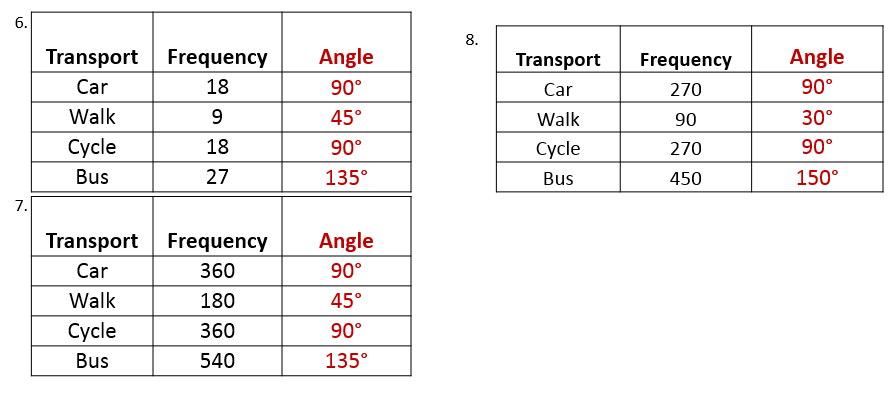 6.
Transport Frequency Angle
Car 18 90°
Walk 9 45°
Cycle 18 90°
Bus 27 135°
7.
Transport Frequency Angle
Car 360 90°
Walk 180 45°
Cycle 360 90°
Bus 540 135°
8.
Transport Frequency Angle
Car 270 90°
Walk 90 30°
Cycle 270 90°
Bus 450 150°